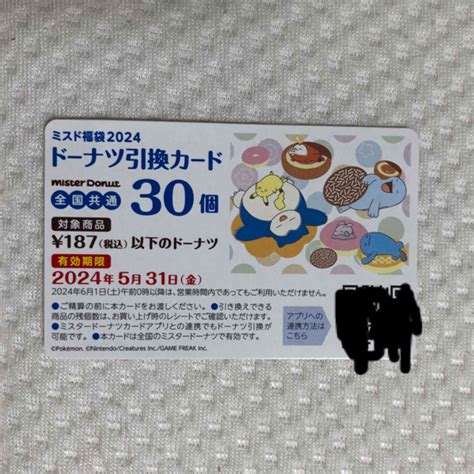 ミスド福袋2024
ドーナツ引換カード
mister Donut
全国共通
30個
対象商品
¥187(税込)以下のドーナツ
有効期限
2024年5月31日(金)
2024年6月1日(土)午前0時以降は、営業時間内であってもご利用いただけません。
●ご精算の前に本カードをお渡しください。●引き換えできる
商品の残個数は、お買い上げ時のレシートでご確認いただけます。
●ミスタードーナツカードアプリとの連携でもドーナツ引換が
可能です。●本カードは全国のミスタードーナツで有効です。
©Pokémon. ©Nintendo/Creatures Inc./GAME FREAK inc.
アプリへの
連携方法は
こちら